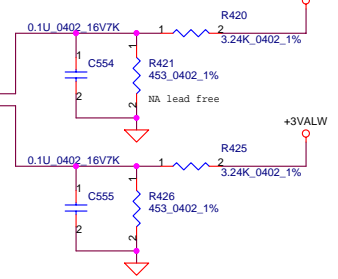 R420
0.1U_0402_16V7K
1
2
3.24K_0402_1%
1
C554
2
1
R421
453_0402_1%
2
NA lead free
+3VALW
R425
0.1U_0402_16V7K
1
2
3.24K_0402_1%
1
C555
2
1
R426
453_0402_1%
2